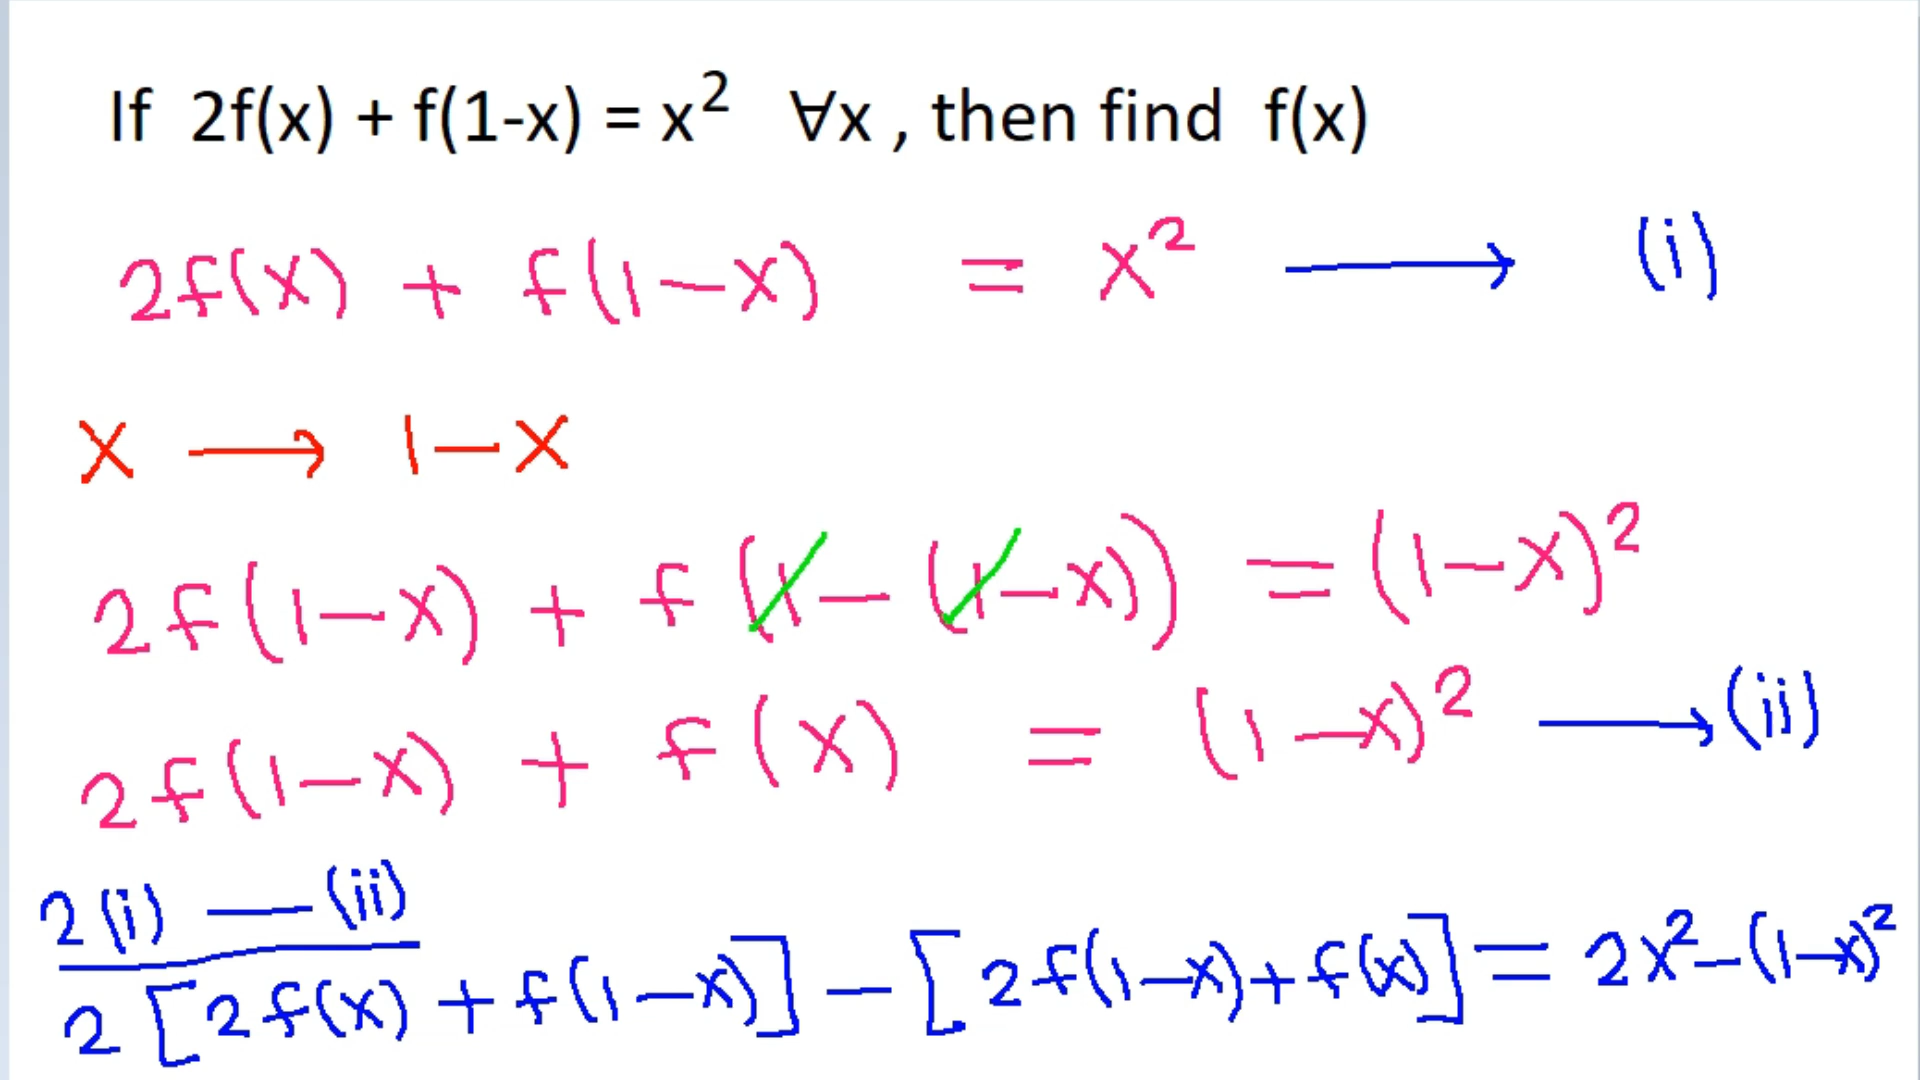 If 2f(x) + f(1-x) = x² ∀x , then find f(x)
2f(x) + f(1-x) = x² ⟶ (i)
x ⟶ 1-x
2f(1-x) + f(1-(1-x)) = (1-x)²
2f(1-x) + f(x) = (1-x)² ⟶ (ii)
2(i) — (ii)
2[2f(x) + f(1-x)] - [2f(1-x)+f(x)] = 2x²-(1-x)²